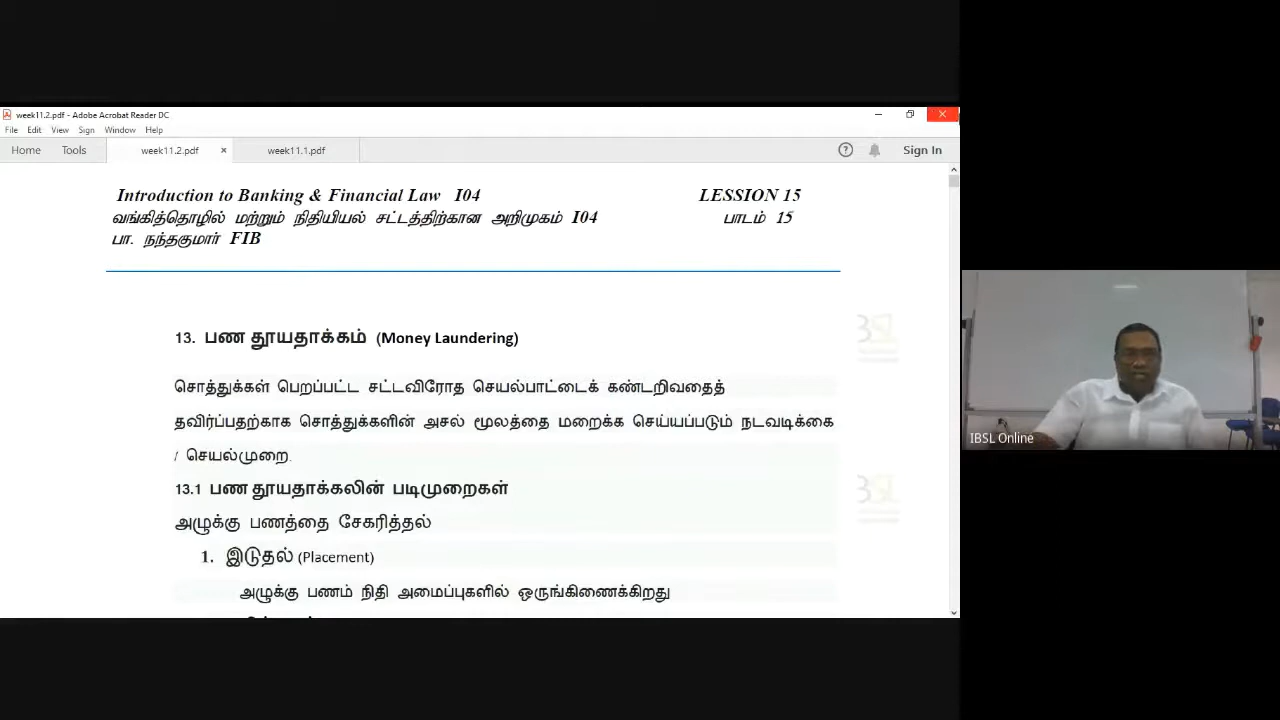 week11.2.pdf - Adobe Acrobat Reader DC
File Edit View Sign Window Help
Home Tools week11.2.pdf × week11.1.pdf Sign In
Introduction to Banking & Financial Law I04 LESSION 15
வங்கித்தொழில் மற்றும் நிதியியல் சட்டத்திற்கான அறிமுகம் I04 பாடம் 15
பா. நந்தகுமார் FIB
13. பண தூயதாக்கம் (Money Laundering)
சொத்துக்கள் பெறப்பட்ட சட்டவிரோத செயல்பாட்டைக் கண்டறிவதைத்
தவிர்ப்பதற்காக சொத்துக்களின் அசல் மூலத்தை மறைக்க செய்யப்படும் நடவடிக்கை
/ செயல்முறை.
13.1 பண தூயதாக்கலின் படிமுறைகள்
அழுக்கு பணத்தை சேகரித்தல்
1. இடுதல் (Placement)
அழுக்கு பணம் நிதி அமைப்புகளில் ஒருங்கிணைக்கிறது
IBSL Online